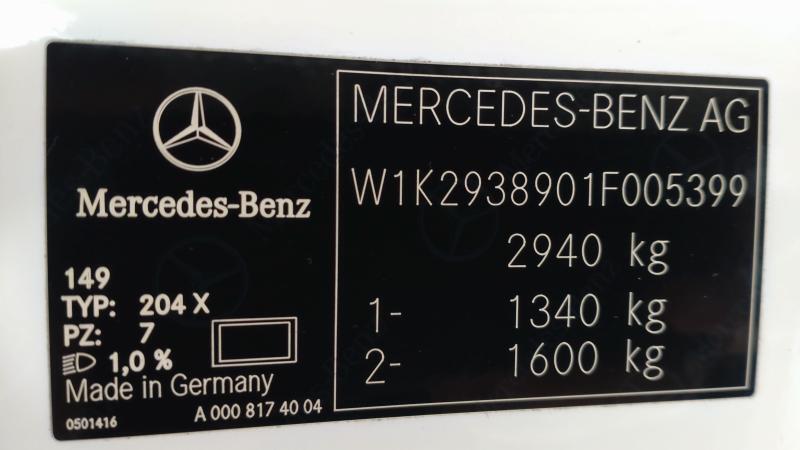 Mercedes-Benz
149
TYP: 204 X
PZ: 7
1,0 %
Made in Germany
0501416
A 000 817 40 04
MERCEDES-BENZ AG
W1K2938901F005399
2940 kg
1- 1340 kg
2- 1600 kg